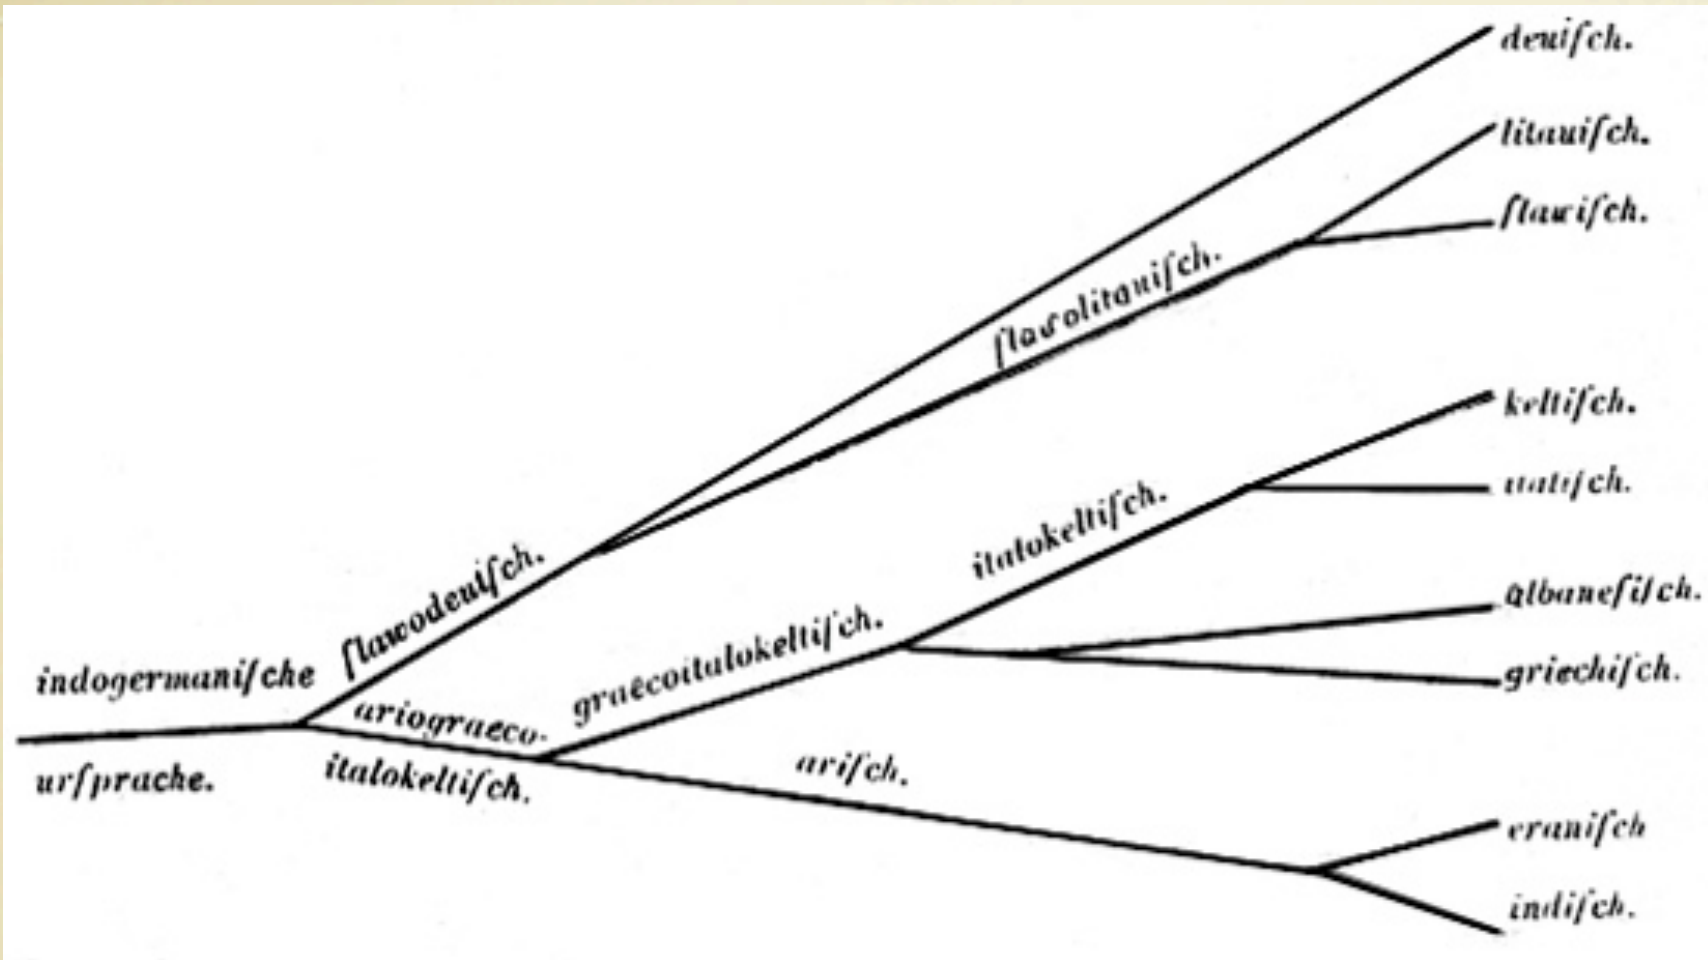 deutſch.
litauiſch.
ſlawiſch.
ſlawolitauiſch.
keltiſch.
italiſch.
italokeltiſch.
albaneſiſch.
griechiſch.
graecoitalokeltiſch.
ſlawodeutſch.
indogermaniſche
urſprache.
ariograeco-
italokeltiſch.
ariſch.
eraniſch
indiſch.